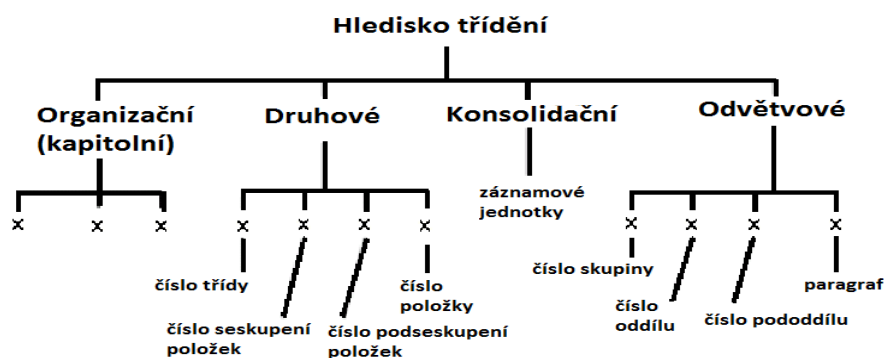 Hledisko třídění
Organizační
(kapitolní)
Druhové
Konsolidační
Odvětvové
záznamové
jednotky
x x x
x x x x
x x x x
číslo třídy
číslo seskupení
položek
číslo podseskupení
položek
číslo
položky
číslo skupiny
číslo
oddílu
číslo pododdílu
paragraf